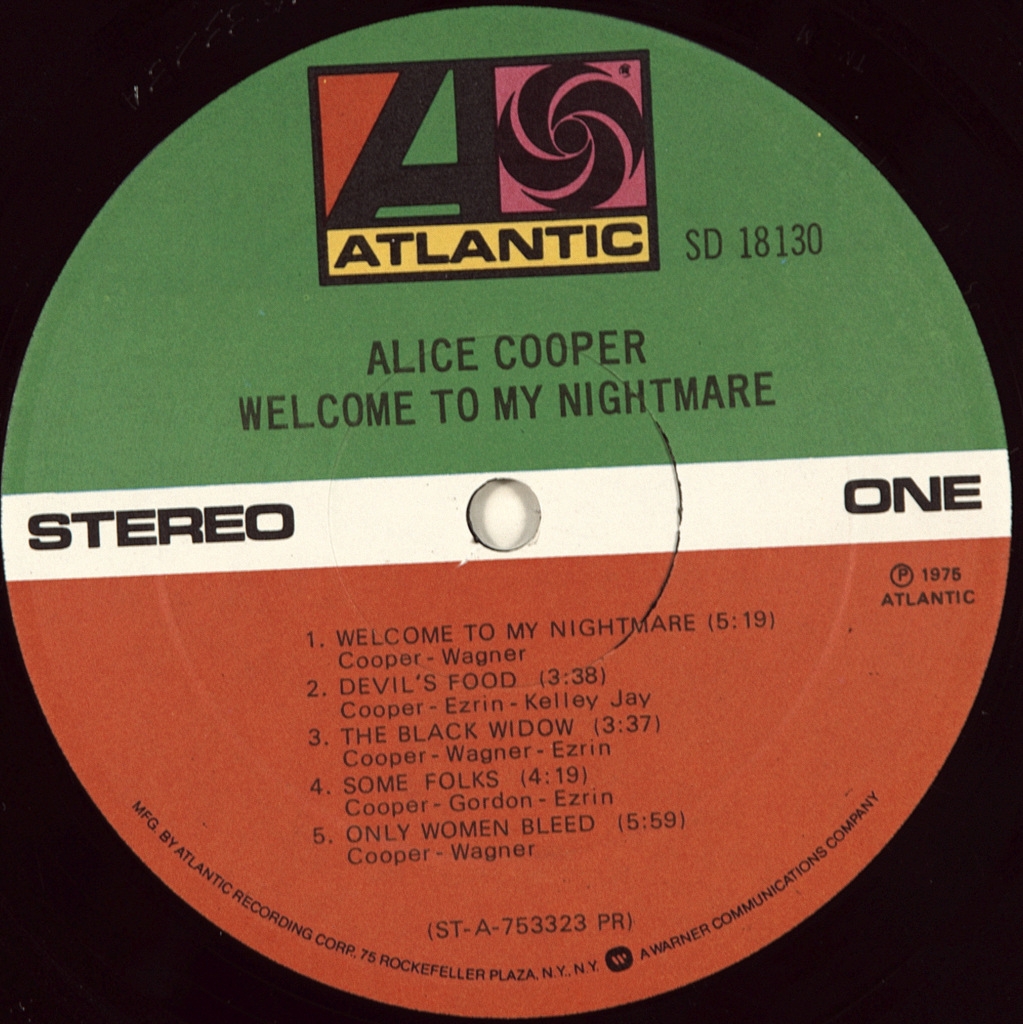 A
®
ATLANTIC
SD 18130
ALICE COOPER
WELCOME TO MY NIGHTMARE
STEREO
ONE
Ⓟ 1975
ATLANTIC
1. WELCOME TO MY NIGHTMARE (5:19)
Cooper - Wagner
2. DEVIL'S FOOD (3:38)
Cooper - Ezrin - Kelley Jay
3. THE BLACK WIDOW (3:37)
Cooper - Wagner - Ezrin
4. SOME FOLKS (4:19)
Cooper - Gordon - Ezrin
5. ONLY WOMEN BLEED (5:59)
Cooper - Wagner
(ST-A-753323 PR)
MFG. BY ATLANTIC RECORDING CORP., 75 ROCKEFELLER PLAZA, N.Y., N.Y. W A WARNER COMMUNICATIONS COMPANY